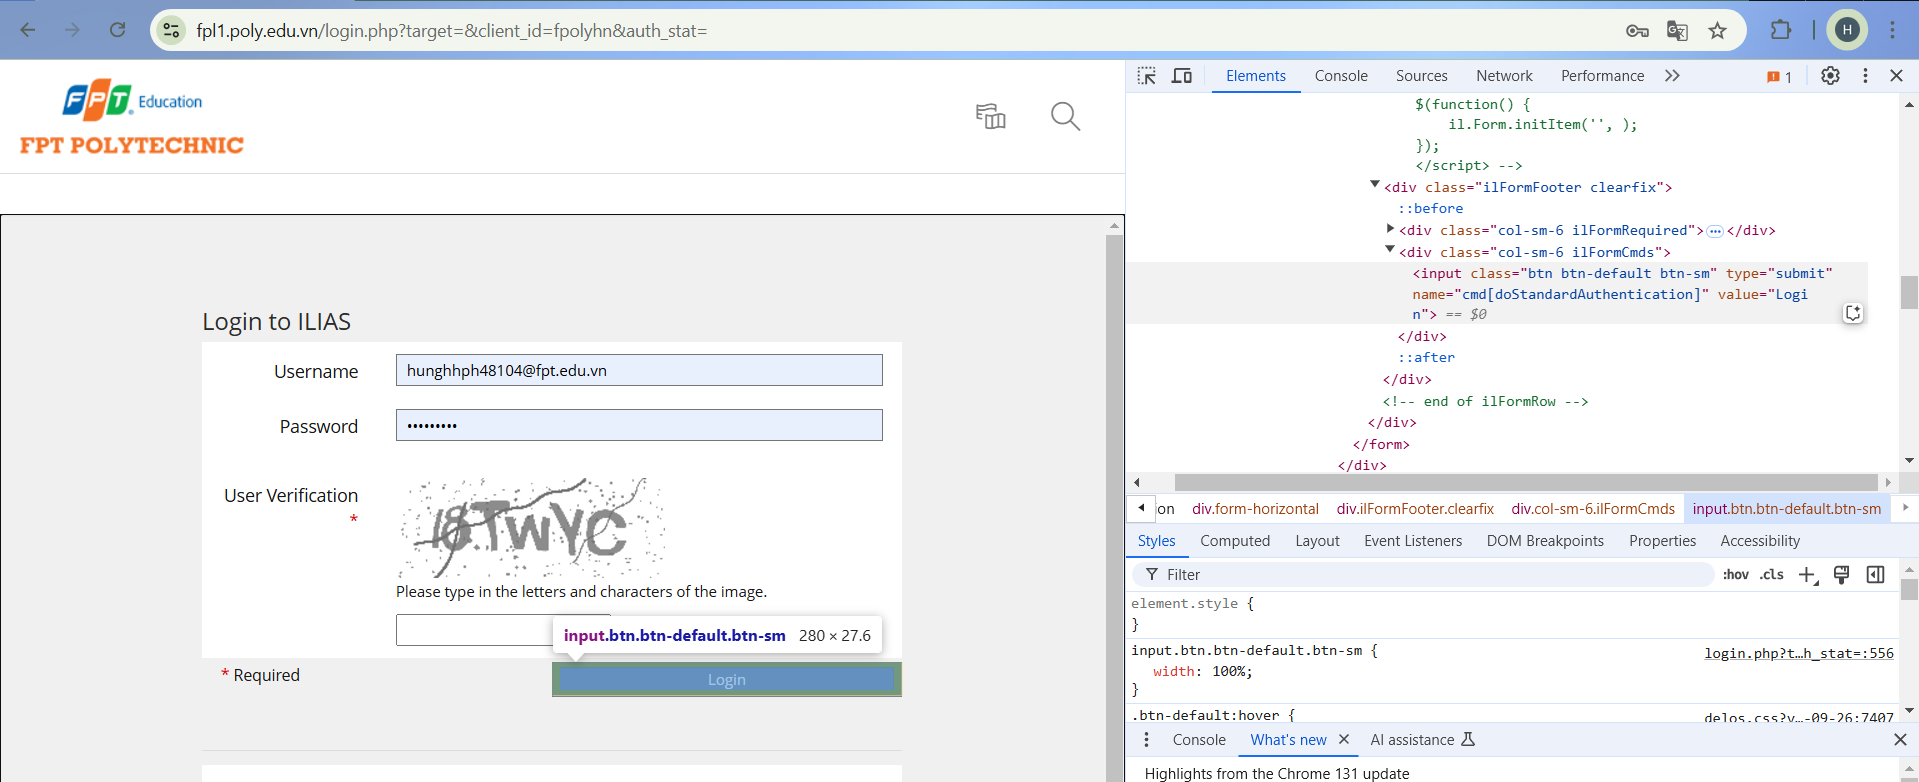 fpl1.poly.edu.vn/login.php?target=&client_id=fpolyhn&auth_stat=
H
FPT Education
FPT POLYTECHNIC
Login to ILIAS
Username
hunghhph48104@fpt.edu.vn
Password
•••••••••
User Verification
*
Please type in the letters and characters of the image.
input.btn.btn-default.btn-sm 280 × 27.6
* Required
Login
Elements Console Sources Network Performance 1
$(function() {
il.Form.initItem('', );
});
</script> -->
<div class="ilFormFooter clearfix">
::before
<div class="col-sm-6 ilFormRequired">…</div>
<div class="col-sm-6 ilFormCmds">
<input class="btn btn-default btn-sm" type="submit"
name="cmd[doStandardAuthentication]" value="Logi
n"> == $0
</div>
::after
</div>
<!-- end of ilFormRow -->
</div>
</form>
</div>
on div.form-horizontal div.ilFormFooter.clearfix div.col-sm-6.ilFormCmds input.btn.btn-default.btn-sm
Styles Computed Layout Event Listeners DOM Breakpoints Properties Accessibility
Filter :hov .cls
element.style {
}
input.btn.btn-default.btn-sm { login.php?t…h_stat=:556
width: 100%;
}
.btn-default:hover { delos.css?v…-09-26:7407
Console What's new AI assistance
Highlights from the Chrome 131 update